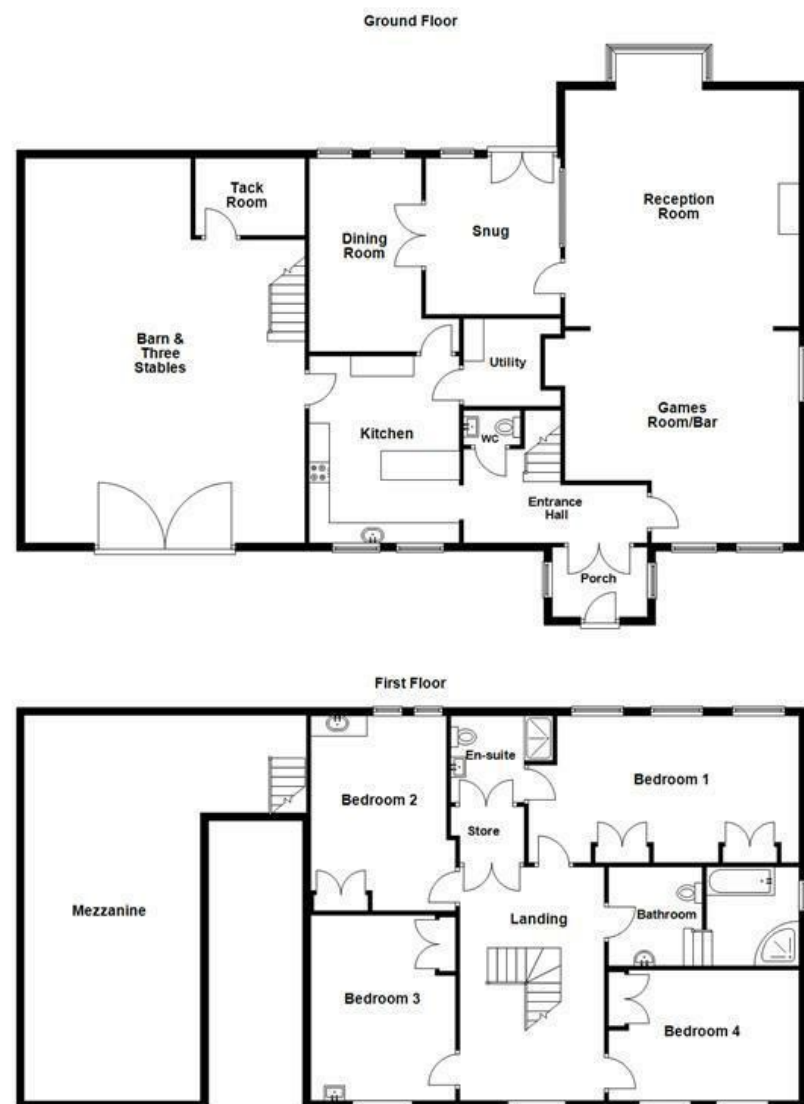 Ground Floor
Tack
Room
Reception
Room
Snug
Dining
Room
Barn &
Three
Stables
Utility
Games
Room/Bar
Kitchen
WC
Entrance
Hall
Porch
First Floor
En-suite
Bedroom 1
Bedroom 2
Store
Mezzanine
Landing
Bathroom
Bedroom 3
Bedroom 4